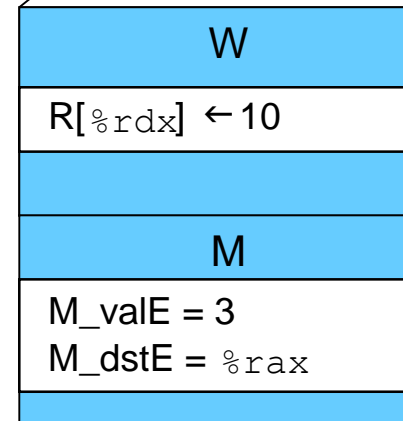 W
R[%rdx] ←10
M
M_valE = 3
M_dstE = %rax